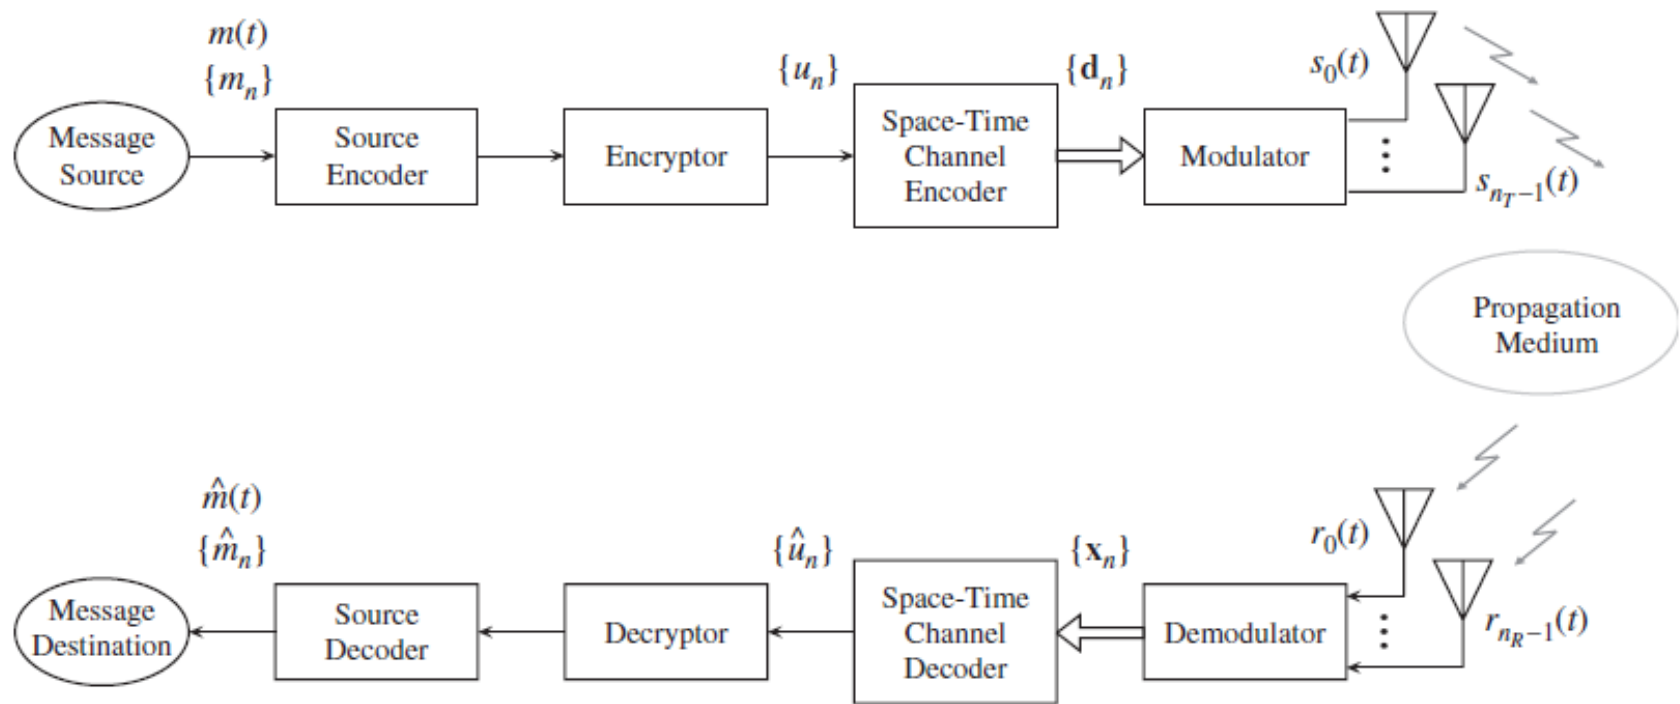 m(t)
{m_n}
{u_n}
{d_n}
s_0(t)
Message
Source
Source
Encoder
Encryptor
Space-Time
Channel
Encoder
Modulator
s_{n_T−1}(t)
Propagation
Medium
m̂(t)
{m̂_n}
{û_n}
{x_n}
r_0(t)
Message
Destination
Source
Decoder
Decryptor
Space-Time
Channel
Decoder
Demodulator
r_{n_R−1}(t)